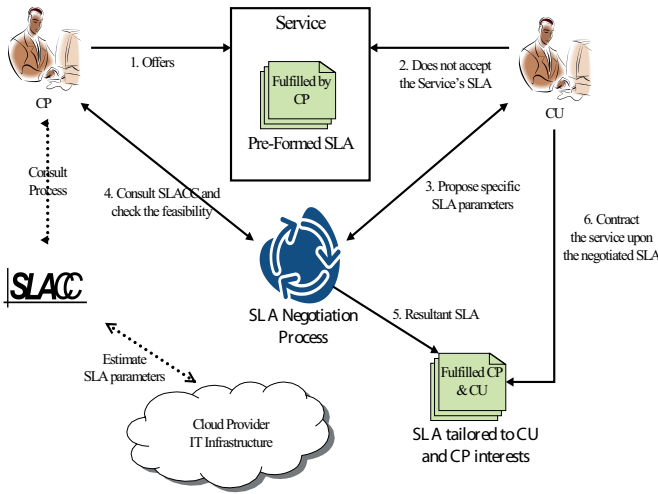 Service
1. Offers
2. Does not accept
the Service's SLA
Fulfilled by
CP
Pre-Formed SLA
CP
CU
Consult
Process
4. Consult SLACC and
check the feasibility
3. Propose specific
SLA parameters
6. Contract
the service upon
the negotiated SLA
SLACC
SLA Negotiation
Process
5. Resultant SLA
Estimate
SLA parameters
Fulfilled CP
& CU
Cloud Provider
IT Infrastructure
SLA tailored to CU
and CP interests